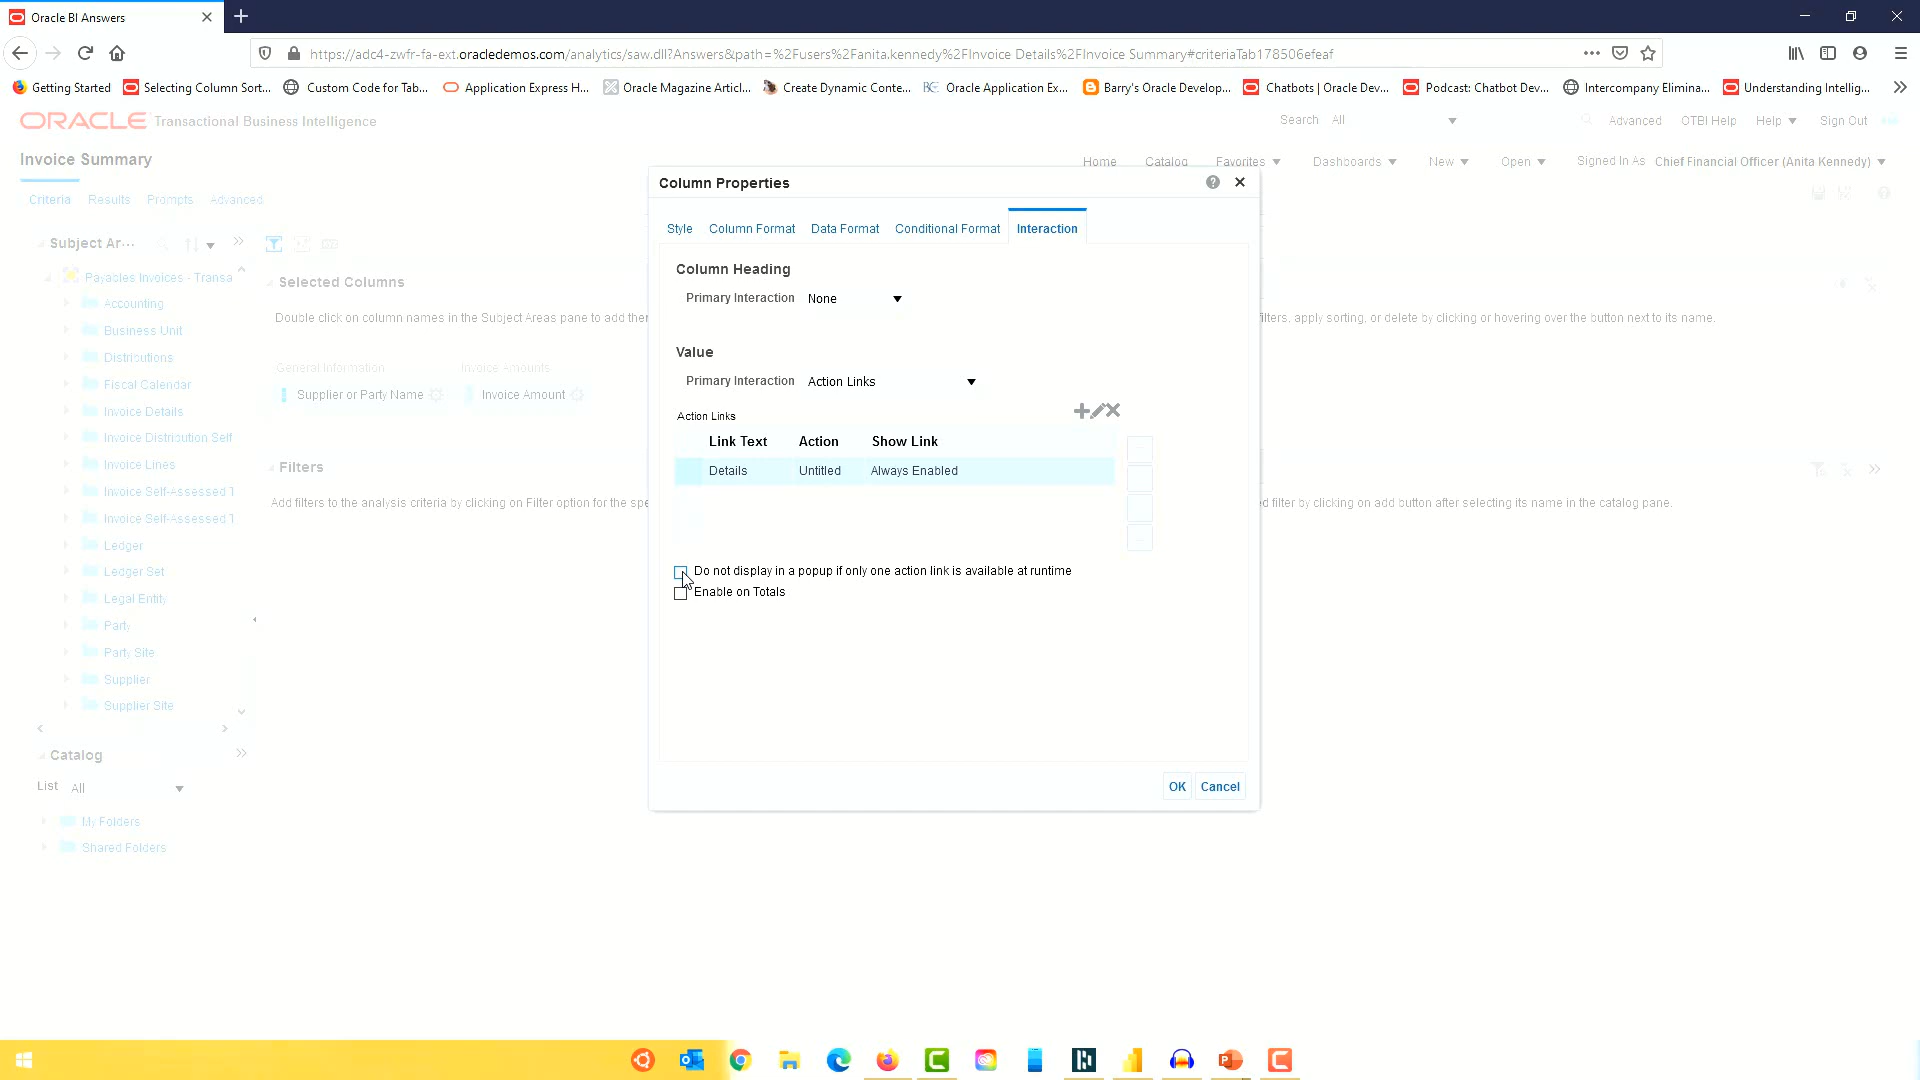 Oracle BI Answers
https://adc4-zwfr-fa-ext.oracledemos.com/analytics/saw.dll?Answers&path=%2Fusers%2Fanita.kennedy%2FInvoice Details%2FInvoice Summary#criteriaTab178506efeaf
Getting Started Selecting Column Sort... Custom Code for Tab... Application Express H... Oracle Magazine Articl... Create Dynamic Conte... Oracle Application Ex... Barry's Oracle Develop... Chatbots | Oracle Dev... Podcast: Chatbot Dev... Intercompany Elimina... Understanding Intellig...
ORACLE Transactional Business Intelligence Search All Advanced OTBI Help Help Sign Out
Invoice Summary Home Catalog Favorites Dashboards New Open Signed In As Chief Financial Officer (Anita Kennedy)
Criteria Results Prompts Advanced
Subject Ar...
Payables Invoices - Transa
Accounting
Business Unit
Distributions
Fiscal Calendar
Invoice Details
Invoice Distribution Self
Invoice Lines
Invoice Self-Assessed T
Invoice Self-Assessed T
Ledger
Ledger Set
Legal Entity
Party
Party Site
Supplier
Supplier Site
Catalog
List All
My Folders
Shared Folders
Selected Columns
Double click on column names in the Subject Areas pane to add ther
filters, apply sorting, or delete by clicking or hovering over the button next to its name.
General Information Invoice Amounts
Supplier or Party Name Invoice Amount
Filters
Add filters to the analysis criteria by clicking on Filter option for the spe
d filter by clicking on add button after selecting its name in the catalog pane.
Column Properties
Style Column Format Data Format Conditional Format Interaction
Column Heading
Primary Interaction None
Value
Primary Interaction Action Links
Action Links
Link Text Action Show Link
Details Untitled Always Enabled
Do not display in a popup if only one action link is available at runtime
Enable on Totals
OK Cancel